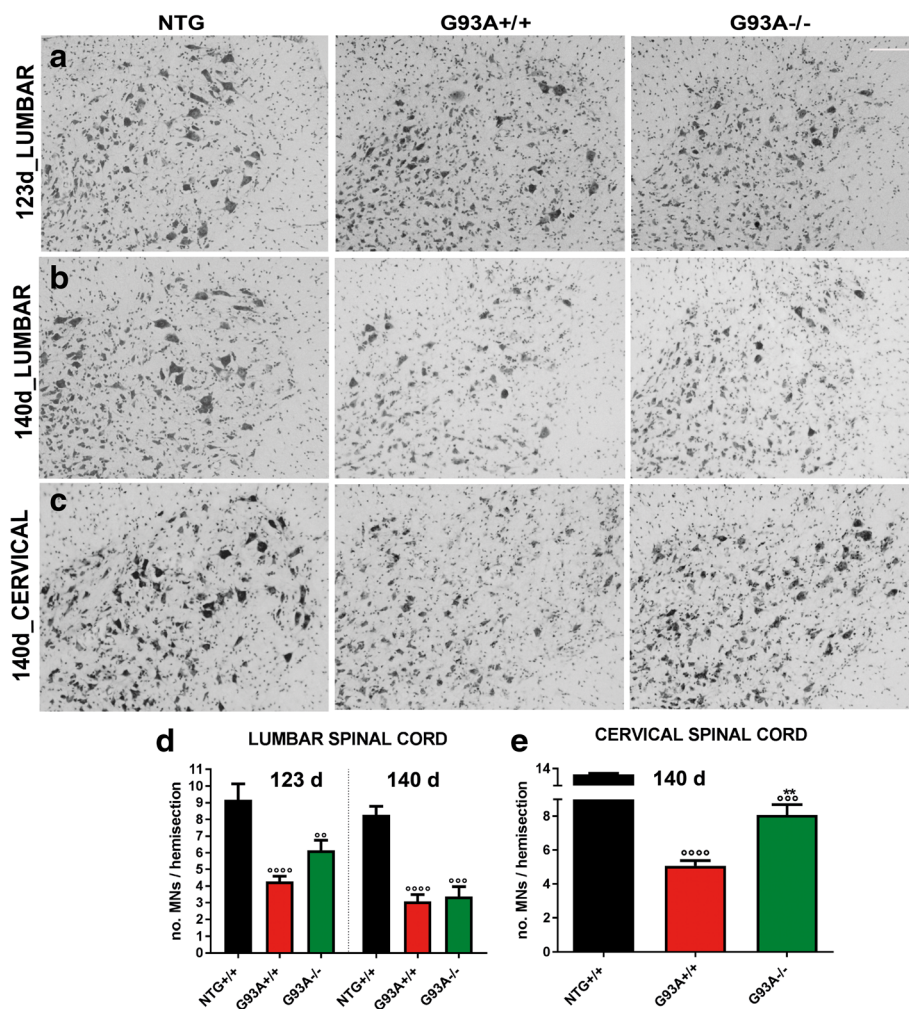 NTG G93A+/+ G93A-/-
a
123d_LUMBAR
b
140d_LUMBAR
c
140d_CERVICAL
d
LUMBAR SPINAL CORD
123 d 140 d
no. MNs / hemisection
11
10
9
8
7
6
5
4
3
2
1
0
°°°°
°°
°°°°
°°°
NTG+/+ G93A+/+ G93A-/- NTG+/+ G93A+/+ G93A-/-
e
CERVICAL SPINAL CORD
140 d
no. MNs / hemisection
14
8
6
4
2
0
°°°°
**
°°°
NTG+/+ G93A+/+ G93A-/-